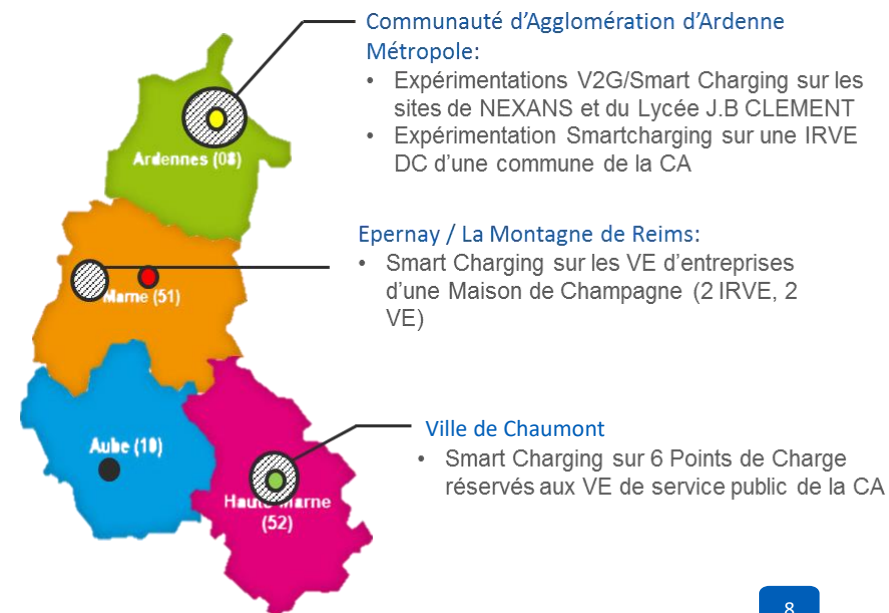 Communauté d’Agglomération d’Ardenne
Métropole:
• Expérimentations V2G/Smart Charging sur les
sites de NEXANS et du Lycée J.B CLEMENT
• Expérimentation Smartcharging sur une IRVE
DC d’une commune de la CA
Ardennes (08)
Epernay / La Montagne de Reims:
• Smart Charging sur les VE d’entreprises
d’une Maison de Champagne (2 IRVE, 2
VE)
Marne (51)
Ville de Chaumont
• Smart Charging sur 6 Points de Charge
réservés aux VE de service public de la CA
Aube (10)
Haute-Marne
(52)
8